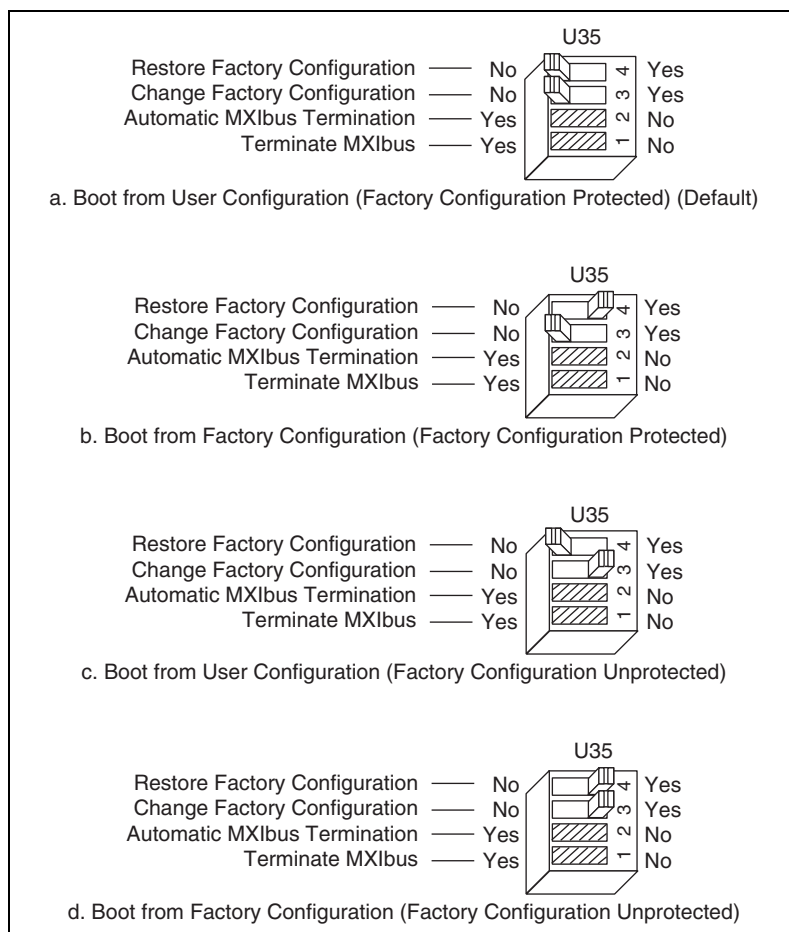 U35
Restore Factory Configuration No 4 Yes
Change Factory Configuration No 3 Yes
Automatic MXIbus Termination Yes 2 No
Terminate MXIbus Yes 1 No
a. Boot from User Configuration (Factory Configuration Protected) (Default)
U35
Restore Factory Configuration No 4 Yes
Change Factory Configuration No 3 Yes
Automatic MXIbus Termination Yes 2 No
Terminate MXIbus Yes 1 No
b. Boot from Factory Configuration (Factory Configuration Protected)
U35
Restore Factory Configuration No 4 Yes
Change Factory Configuration No 3 Yes
Automatic MXIbus Termination Yes 2 No
Terminate MXIbus Yes 1 No
c. Boot from User Configuration (Factory Configuration Unprotected)
U35
Restore Factory Configuration No 4 Yes
Change Factory Configuration No 3 Yes
Automatic MXIbus Termination Yes 2 No
Terminate MXIbus Yes 1 No
d. Boot from Factory Configuration (Factory Configuration Unprotected)